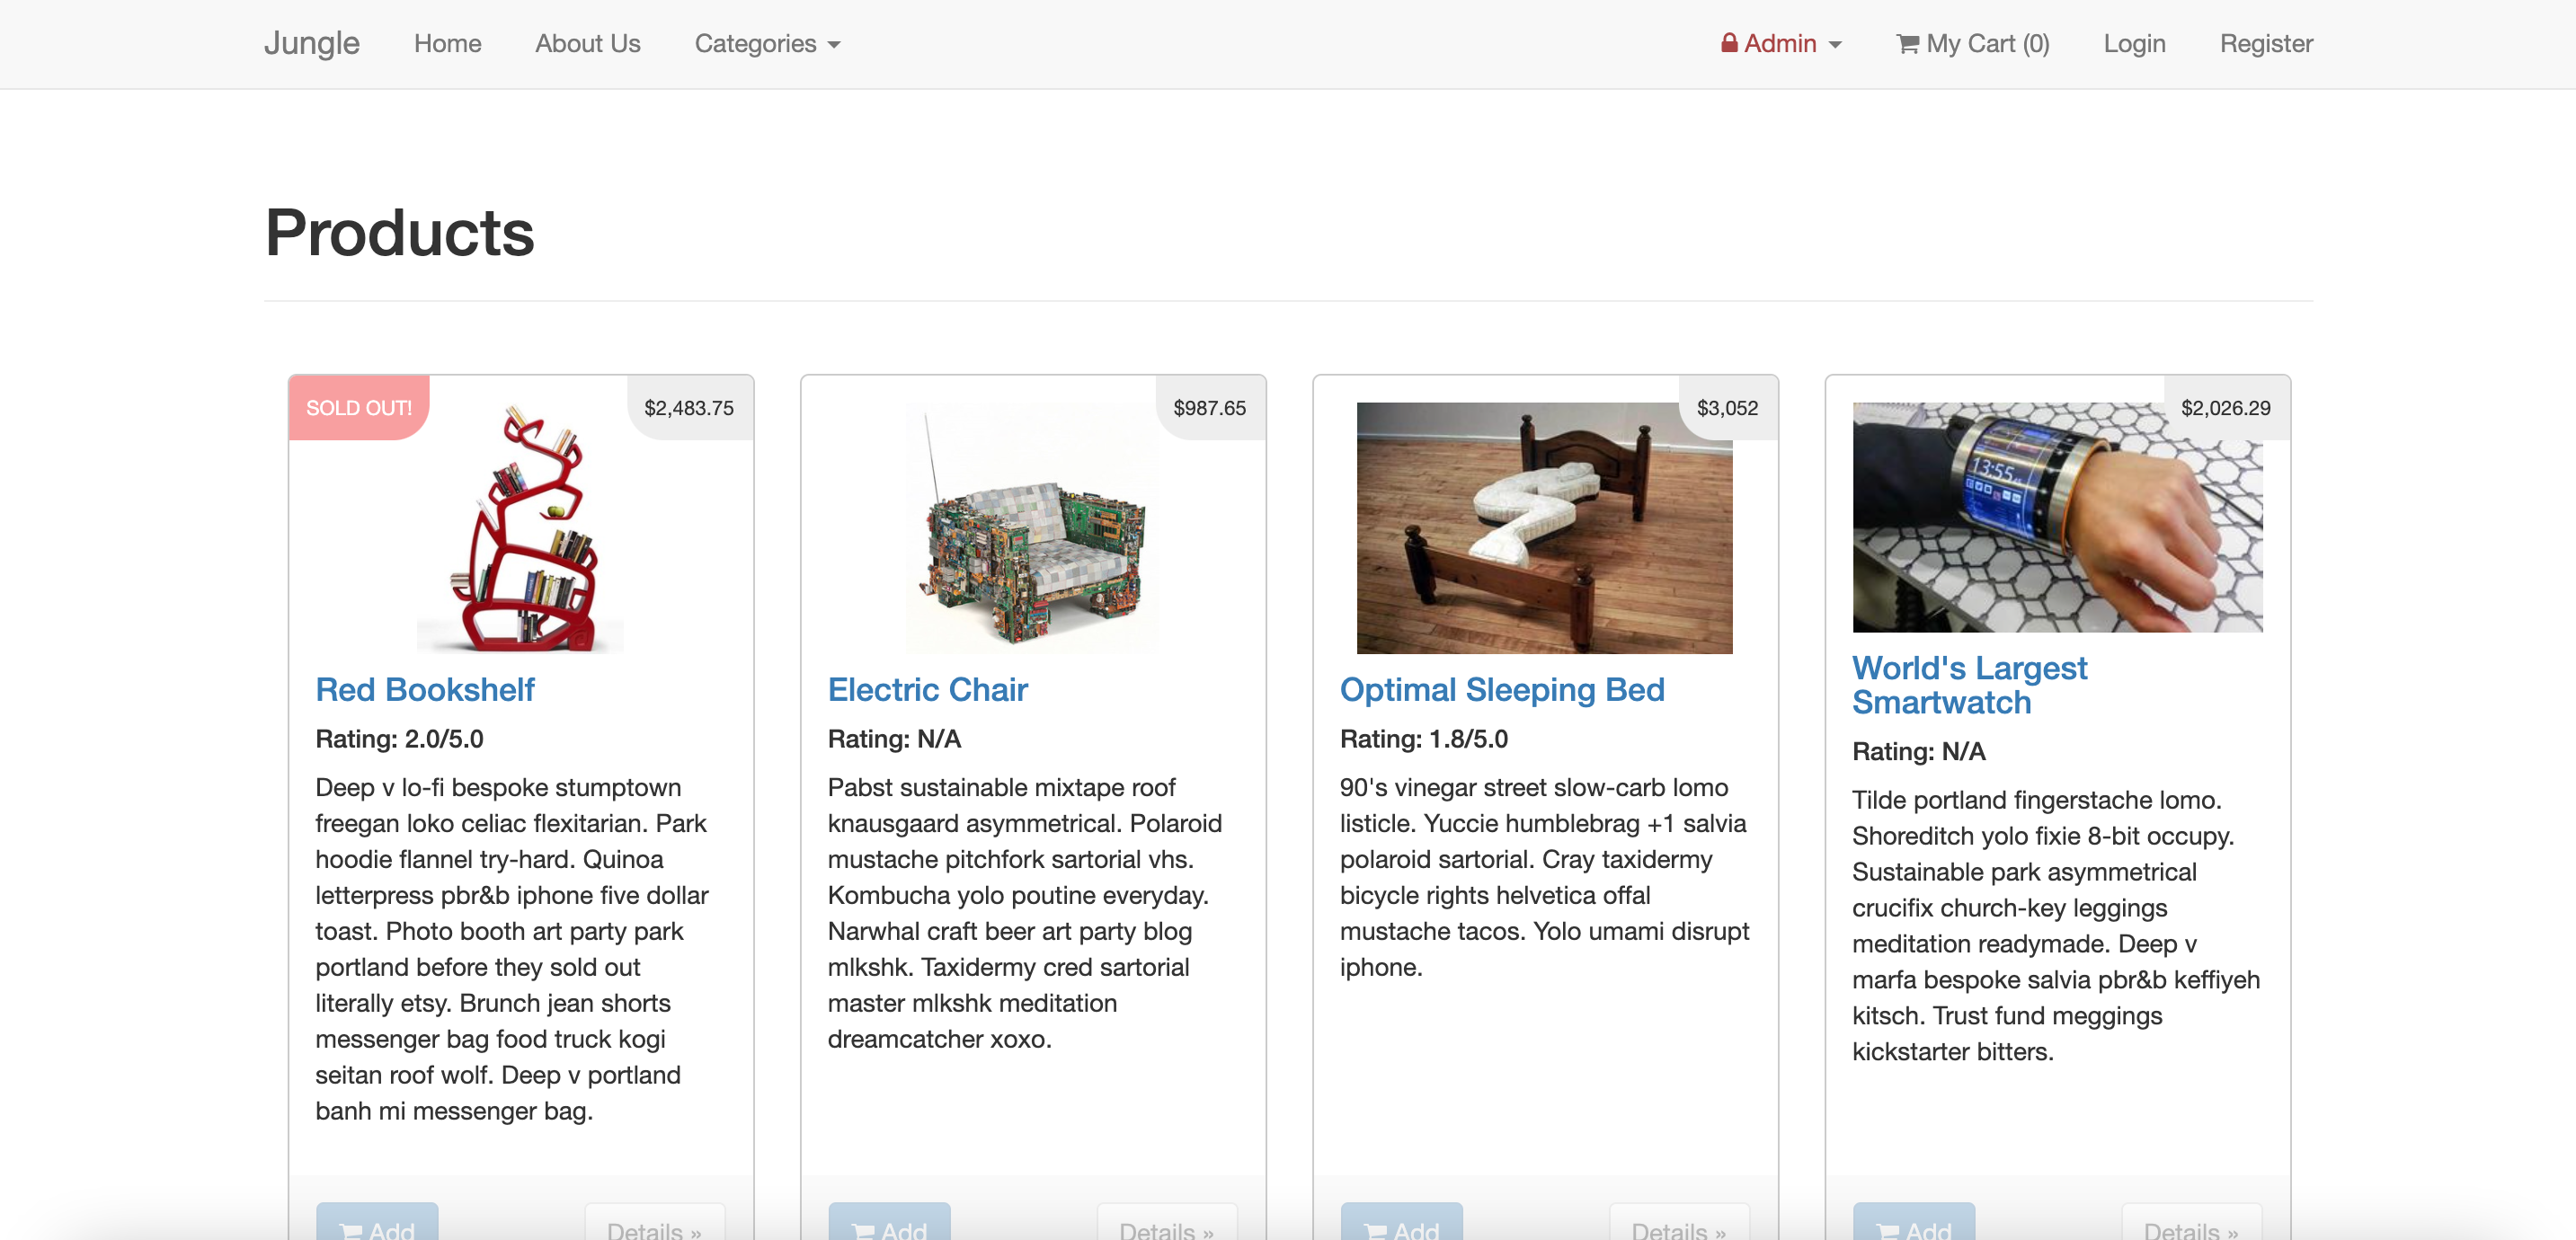 Jungle Home About Us Categories Admin My Cart (0) Login Register
Products
SOLD OUT! $2,483.75
Red Bookshelf
Rating: 2.0/5.0
Deep v lo-fi bespoke stumptown
freegan loko celiac flexitarian. Park
hoodie flannel try-hard. Quinoa
letterpress pbr&b iphone five dollar
toast. Photo booth art party park
portland before they sold out
literally etsy. Brunch jean shorts
messenger bag food truck kogi
seitan roof wolf. Deep v portland
banh mi messenger bag.
Add Details »
$987.65
Electric Chair
Rating: N/A
Pabst sustainable mixtape roof
knausgaard asymmetrical. Polaroid
mustache pitchfork sartorial vhs.
Kombucha yolo poutine everyday.
Narwhal craft beer art party blog
mlkshk. Taxidermy cred sartorial
master mlkshk meditation
dreamcatcher xoxo.
Add Details »
$3,052
Optimal Sleeping Bed
Rating: 1.8/5.0
90's vinegar street slow-carb lomo
listicle. Yuccie humblebrag +1 salvia
polaroid sartorial. Cray taxidermy
bicycle rights helvetica offal
mustache tacos. Yolo umami disrupt
iphone.
Add Details »
$2,026.29
13:55
World's Largest
Smartwatch
Rating: N/A
Tilde portland fingerstache lomo.
Shoreditch yolo fixie 8-bit occupy.
Sustainable park asymmetrical
crucifix church-key leggings
meditation readymade. Deep v
marfa bespoke salvia pbr&b keffiyeh
kitsch. Trust fund meggings
kickstarter bitters.
Add Details »